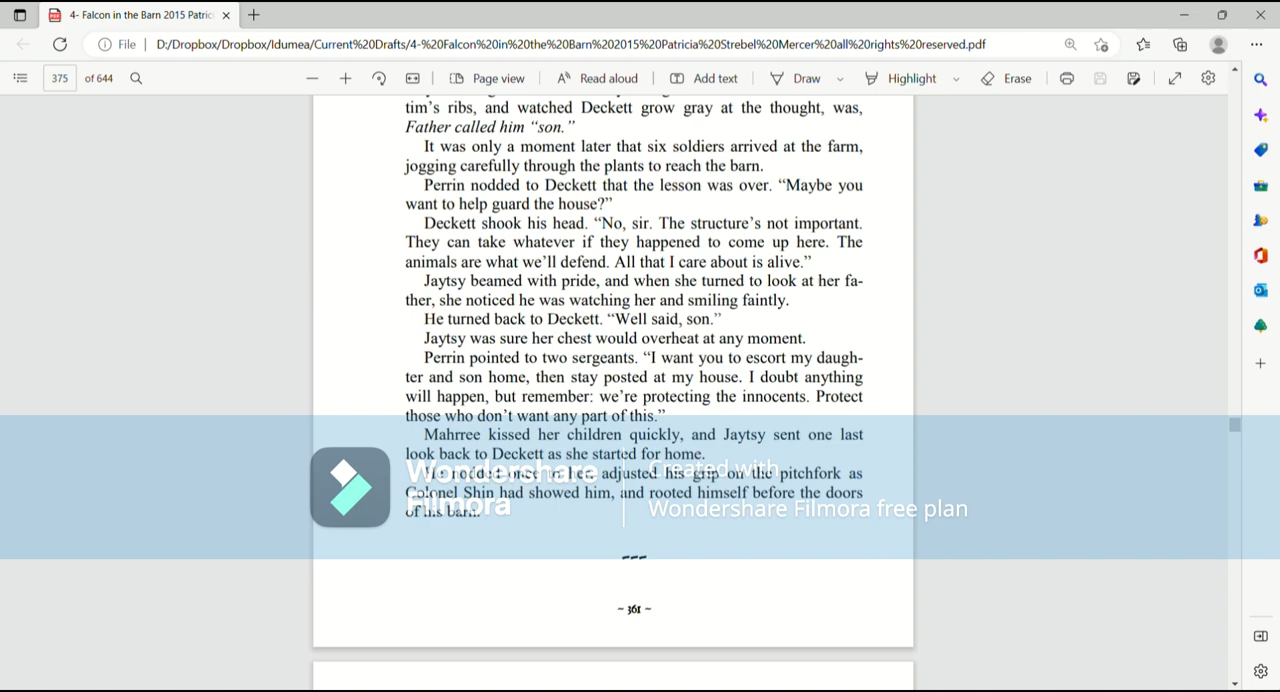 4- Falcon in the Barn 2015 Patric
File
D:/Dropbox/Dropbox/Idumea/Current%20Drafts/4-%20Falcon%20in%20the%20Barn%202015%20Patricia%20Strebel%20Mercer%20all%20rights%20reserved.pdf
375 of 644
Page view
Read aloud
Add text
Draw
Highlight
Erase
tim's ribs, and watched Deckett grow gray at the thought, was,
Father called him “son.”
It was only a moment later that six soldiers arrived at the farm,
jogging carefully through the plants to reach the barn.
Perrin nodded to Deckett that the lesson was over. “Maybe you
want to help guard the house?”
Deckett shook his head. “No, sir. The structure’s not important.
They can take whatever if they happened to come up here. The
animals are what we’ll defend. All that I care about is alive.”
Jaytsy beamed with pride, and when she turned to look at her fa-
ther, she noticed he was watching her and smiling faintly.
He turned back to Deckett. “Well said, son.”
Jaytsy was sure her chest would overheat at any moment.
Perrin pointed to two sergeants. “I want you to escort my daugh-
ter and son home, then stay posted at my house. I doubt anything
will happen, but remember: we’re protecting the innocents. Protect
those who don’t want any part of this.”
Mahrree kissed her children quickly, and Jaytsy sent one last
look back to Deckett as she started for home.
He nodded once to her, adjusted his grip on the pitchfork as
Colonel Shin had showed him, and rooted himself before the doors
of his barn.
Wondershare
Filmora
Created with
Wondershare Filmora free plan
~~~
~ 361 ~